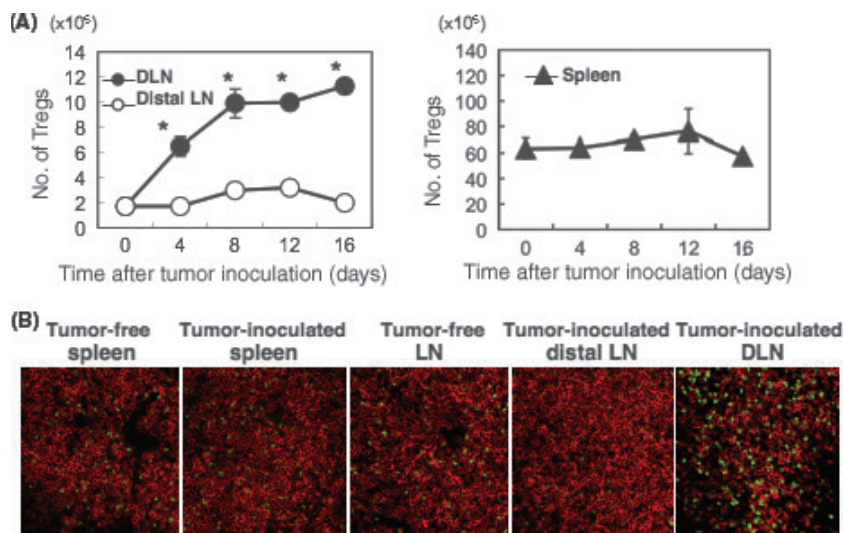 (A) (x10⁵)
14
12
10
8
6
4
2
0
No. of Tregs
DLN
Distal LN
* * * *
0 4 8 12 16
Time after tumor inoculation (days)
(x10⁵)
140
120
100
80
60
40
20
0
No. of Tregs
Spleen
0 4 8 12 16
Time after tumor inoculation (days)
(B)
Tumor-free
spleen
Tumor-inoculated
spleen
Tumor-free
LN
Tumor-inoculated
distal LN
Tumor-inoculated
DLN